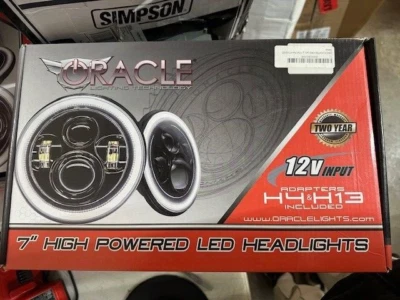 SIMPSON
ORACLE
LIGHTING TECHNOLOGY
TWO YEAR
12V INPUT
ADAPTERS
H4 & H13
INCLUDED
WWW.ORACLELIGHTS.COM
7" HIGH POWERED LED HEADLIGHTS